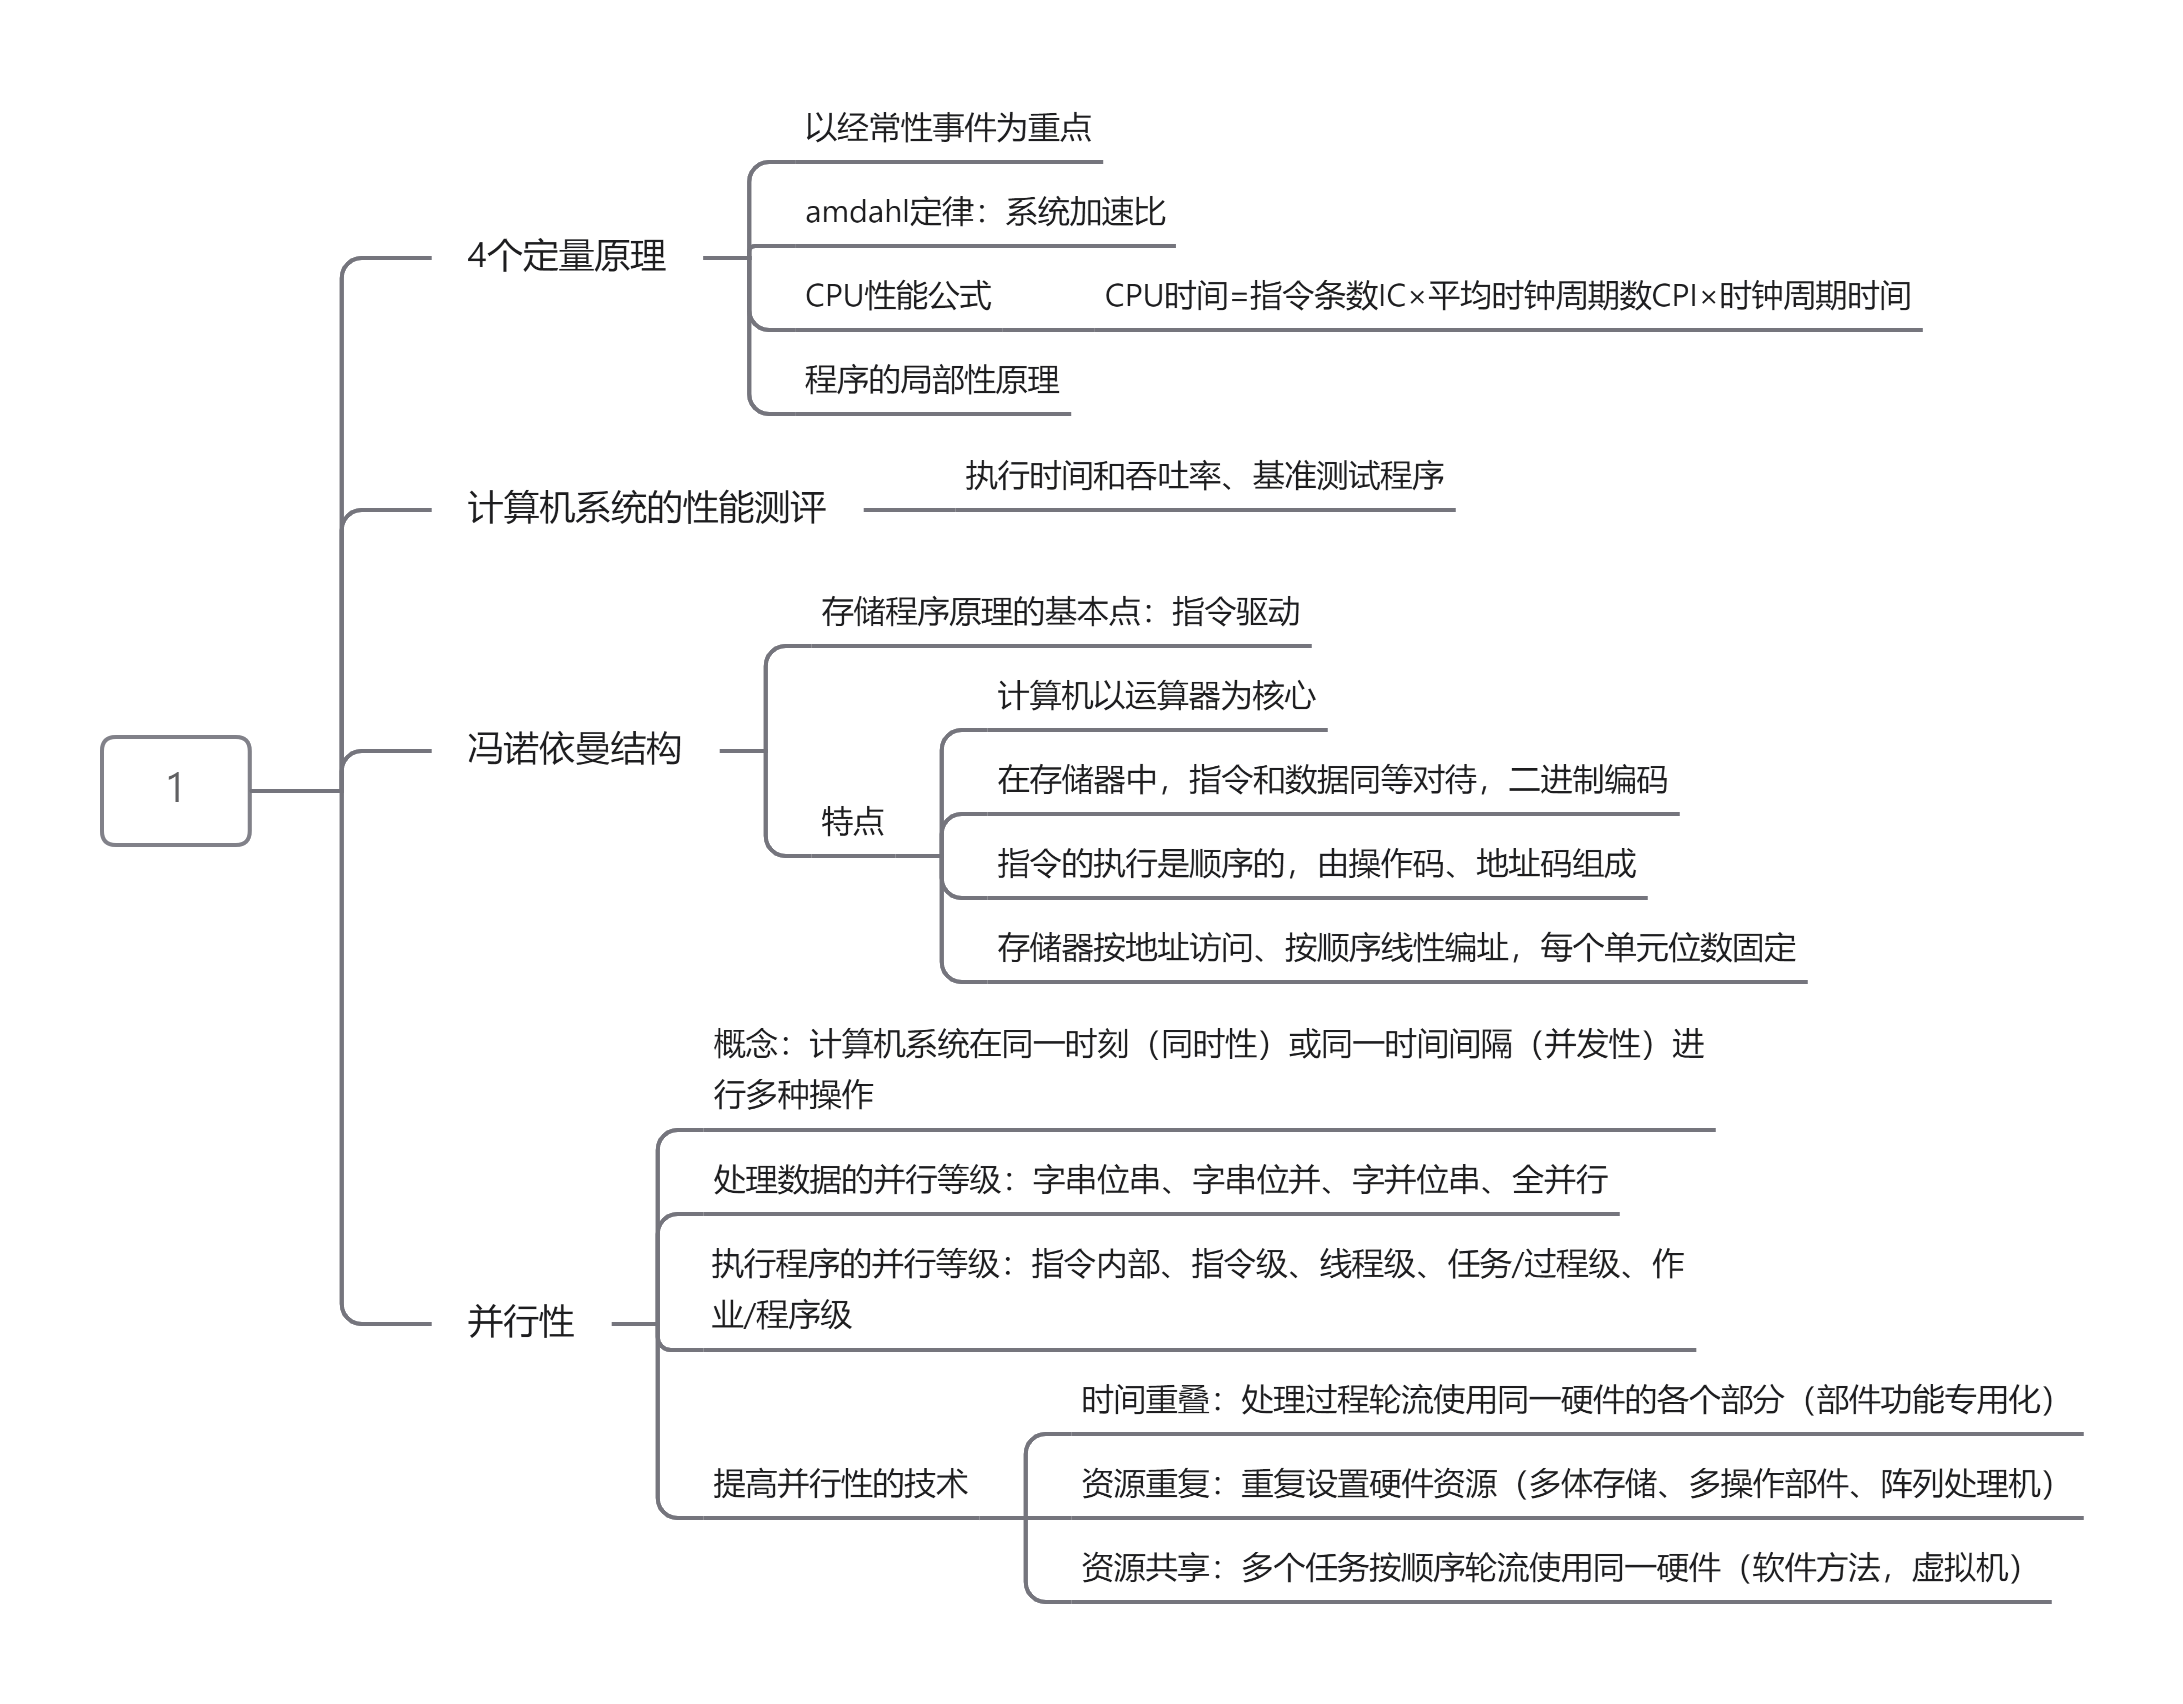 1
4个定量原理
以经常性事件为重点
amdahl定律：系统加速比
CPU性能公式
CPU时间=指令条数IC×平均时钟周期数CPI×时钟周期时间
程序的局部性原理
计算机系统的性能测评
执行时间和吞吐率、基准测试程序
冯诺依曼结构
存储程序原理的基本点：指令驱动
特点
计算机以运算器为核心
在存储器中，指令和数据同等对待，二进制编码
指令的执行是顺序的，由操作码、地址码组成
存储器按地址访问、按顺序线性编址，每个单元位数固定
并行性
概念：计算机系统在同一时刻（同时性）或同一时间间隔（并发性）进
行多种操作
处理数据的并行等级：字串位串、字串位并、字并位串、全并行
执行程序的并行等级：指令内部、指令级、线程级、任务/过程级、作
业/程序级
提高并行性的技术
时间重叠：处理过程轮流使用同一硬件的各个部分（部件功能专用化）
资源重复：重复设置硬件资源（多体存储、多操作部件、阵列处理机）
资源共享：多个任务按顺序轮流使用同一硬件（软件方法，虚拟机）